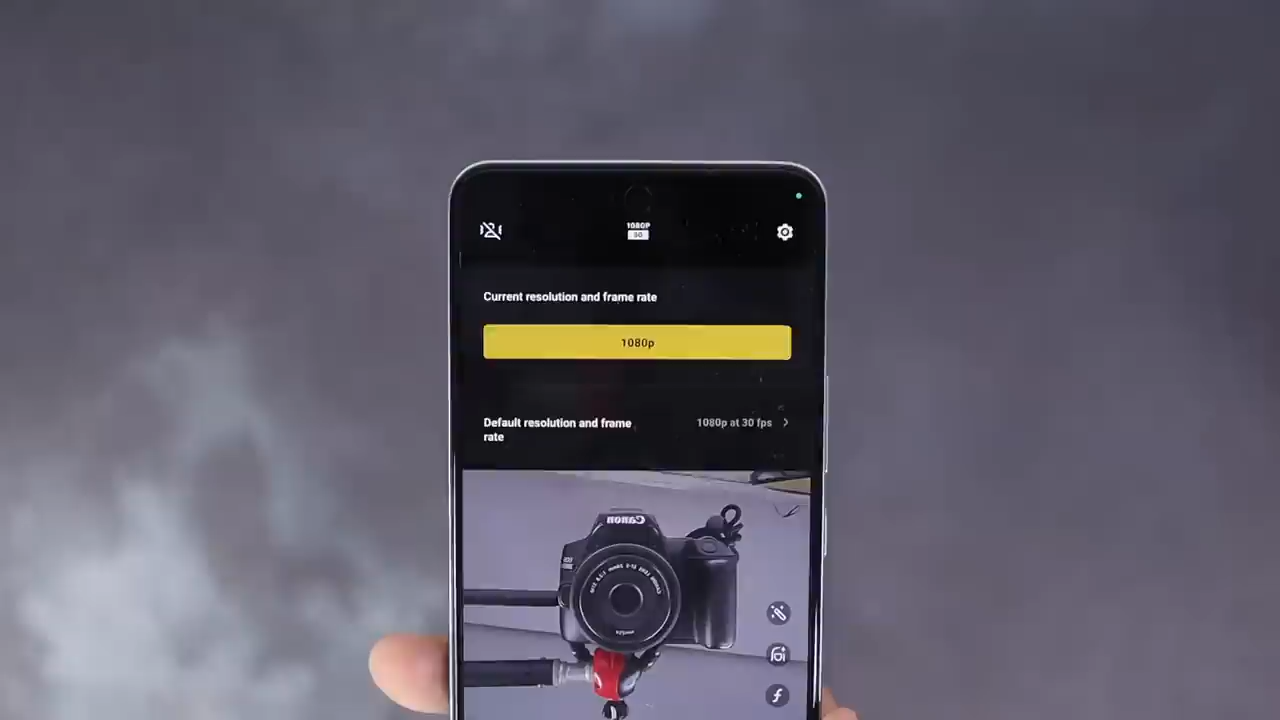 1080P
30
Current resolution and frame rate
1080p
Default resolution and frame
rate
1080p at 30 fps
Canon